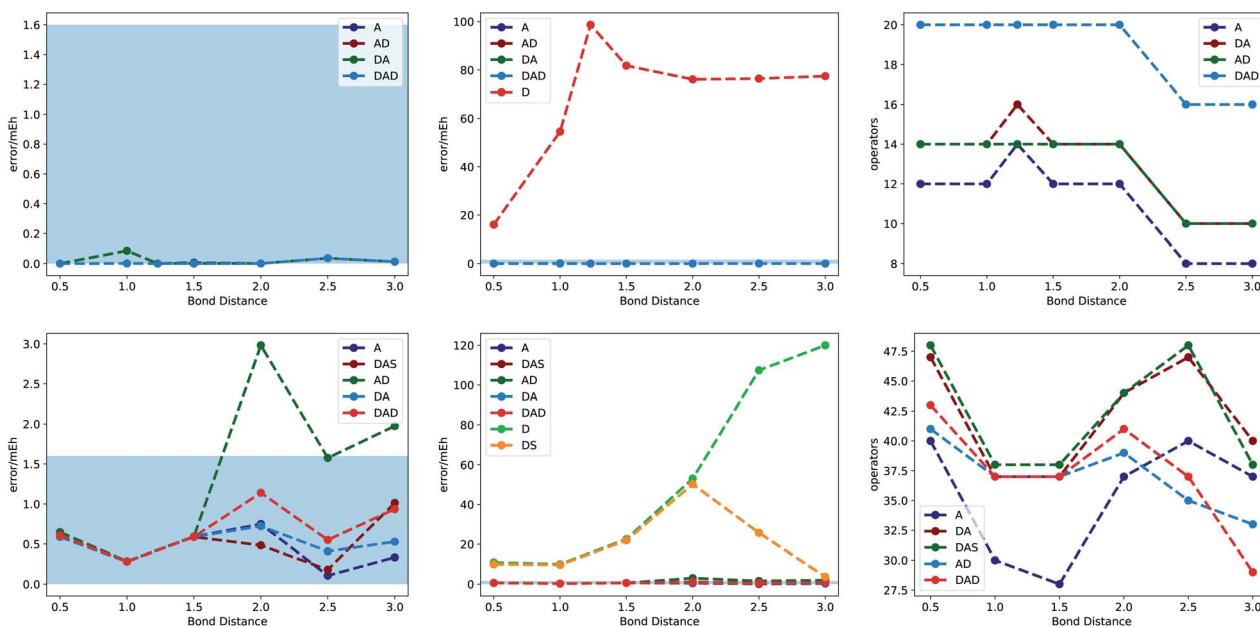 1.6
1.4
1.2
1.0
0.8
0.6
0.4
0.2
0.0
error/mEh
0.5 1.0 1.5 2.0 2.5 3.0
Bond Distance
A
AD
DA
DAD
100
80
60
40
20
0
error/mEh
0.5 1.0 1.5 2.0 2.5 3.0
Bond Distance
A
AD
DA
DAD
D
20
18
16
14
12
10
8
operators
0.5 1.0 1.5 2.0 2.5 3.0
Bond Distance
A
DA
AD
DAD
3.0
2.5
2.0
1.5
1.0
0.5
0.0
error/mEh
0.5 1.0 1.5 2.0 2.5 3.0
Bond Distance
A
DAS
AD
DA
DAD
120
100
80
60
40
20
0
error/mEh
0.5 1.0 1.5 2.0 2.5 3.0
Bond Distance
A
DAS
AD
DA
DAD
D
DS
47.5
45.0
42.5
40.0
37.5
35.0
32.5
30.0
27.5
operators
0.5 1.0 1.5 2.0 2.5 3.0
Bond Distance
A
DA
DAS
AD
DAD